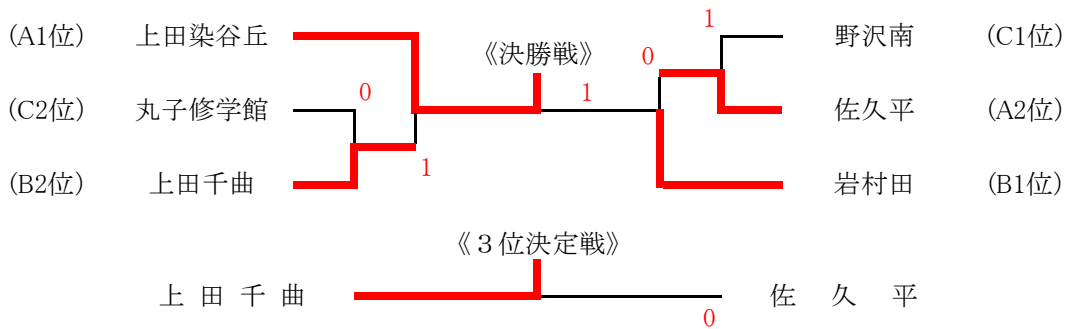 (A1位) 上田染谷丘 1 野沢南 (C1位)
《決勝戦》 0
(C2位) 丸子修学館 0 1 佐久平 (A2位)
(B2位) 上田千曲 1 岩村田 (B1位)
《３位決定戦》
上田千曲 佐久平
0